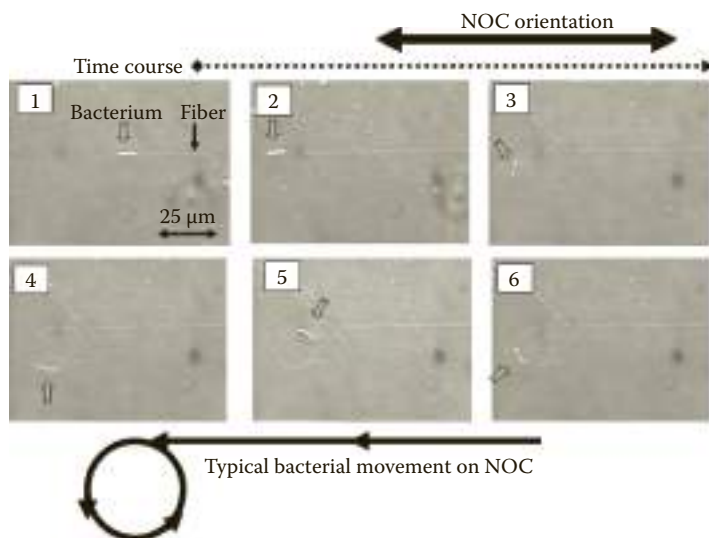 NOC orientation
Time course
1
2
3
Bacterium
Fiber
25 μm
4
5
6
Typical bacterial movement on NOC